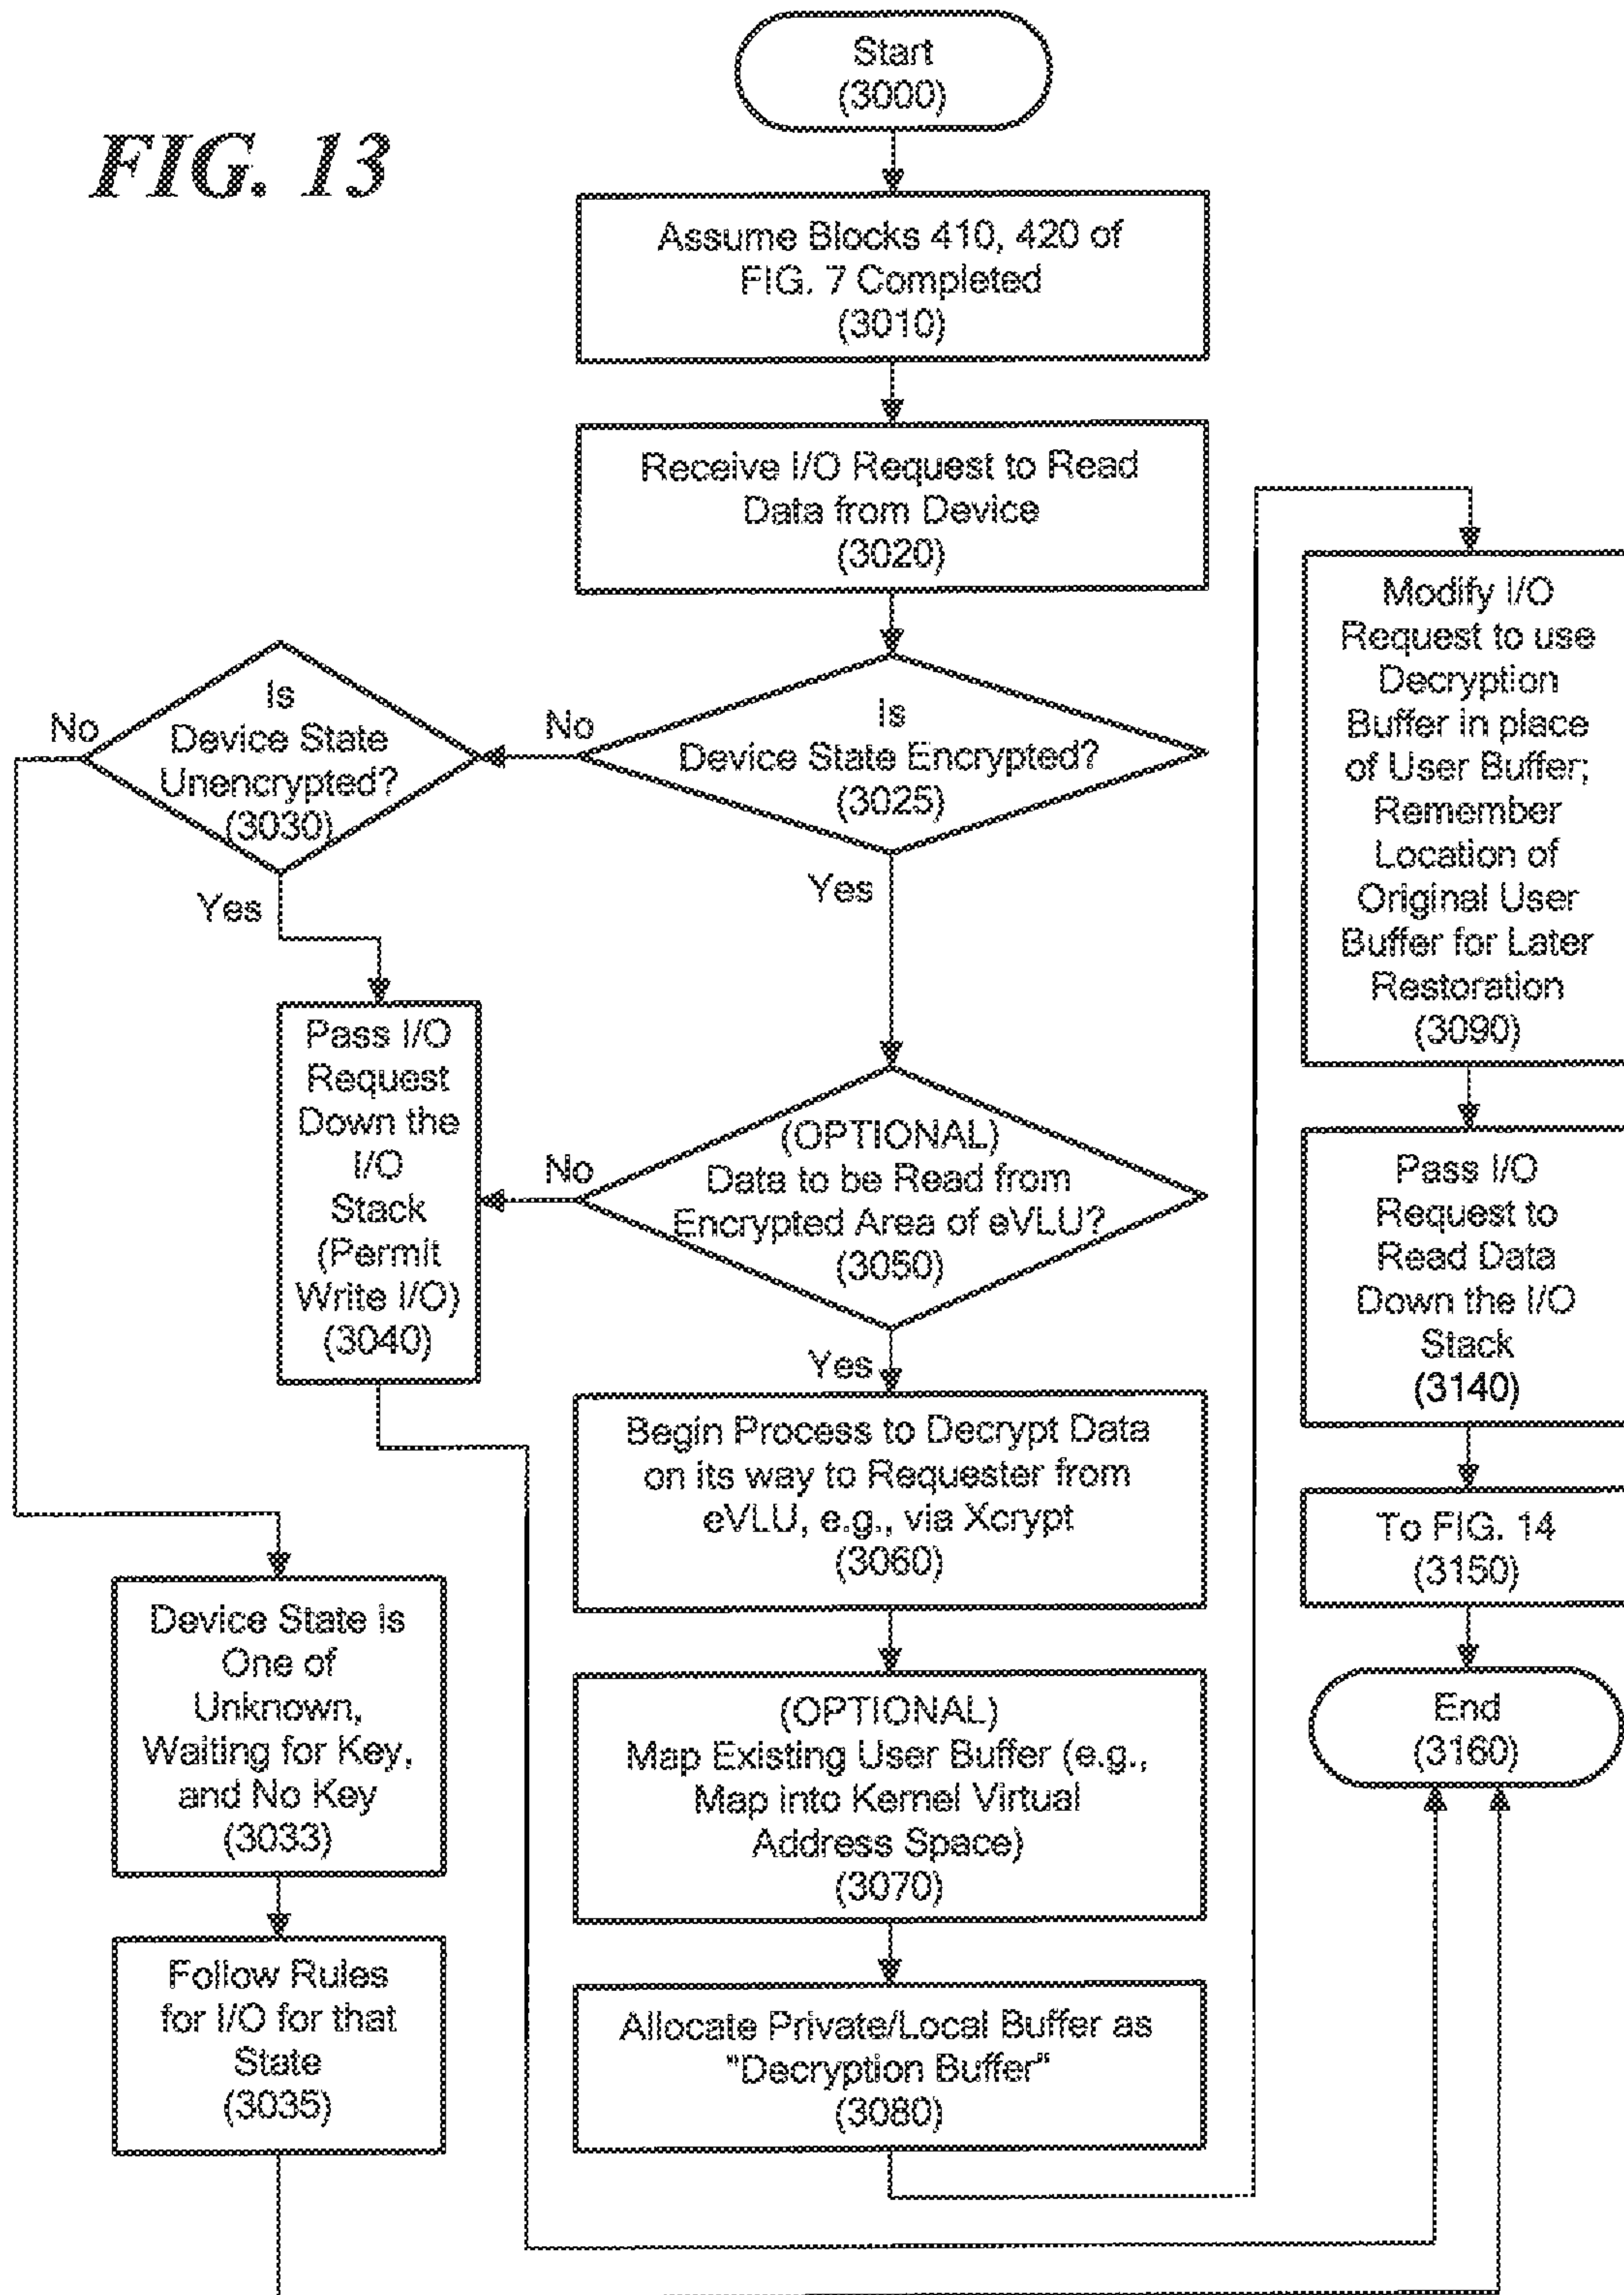 FIG. 13
Start
(3000)
Assume Blocks 410, 420 of
FIG. 7 Completed
(3010)
Receive I/O Request to Read
Data from Device
(3020)
Is
Device State Encrypted?
(3025)
No
Yes
Is
Device State
Unencrypted?
(3030)
No
Yes
Pass I/O
Request
Down the
I/O
Stack
(Permit
Write I/O)
(3040)
(OPTIONAL)
Data to be Read from
Encrypted Area of eVLU?
(3050)
No
Yes
Device State is
One of
Unknown,
Waiting for Key,
and No Key
(3033)
Follow Rules
for I/O for that
State
(3035)
Begin Process to Decrypt Data
on its way to Requester from
eVLU, e.g., via Xcrypt
(3060)
(OPTIONAL)
Map Existing User Buffer (e.g.,
Map into Kernel Virtual
Address Space)
(3070)
Allocate Private/Local Buffer as
"Decryption Buffer"
(3080)
Modify I/O
Request to use
Decryption
Buffer in place
of User Buffer;
Remember
Location of
Original User
Buffer for Later
Restoration
(3090)
Pass I/O
Request to
Read Data
Down the I/O
Stack
(3140)
To FIG. 14
(3150)
End
(3160)